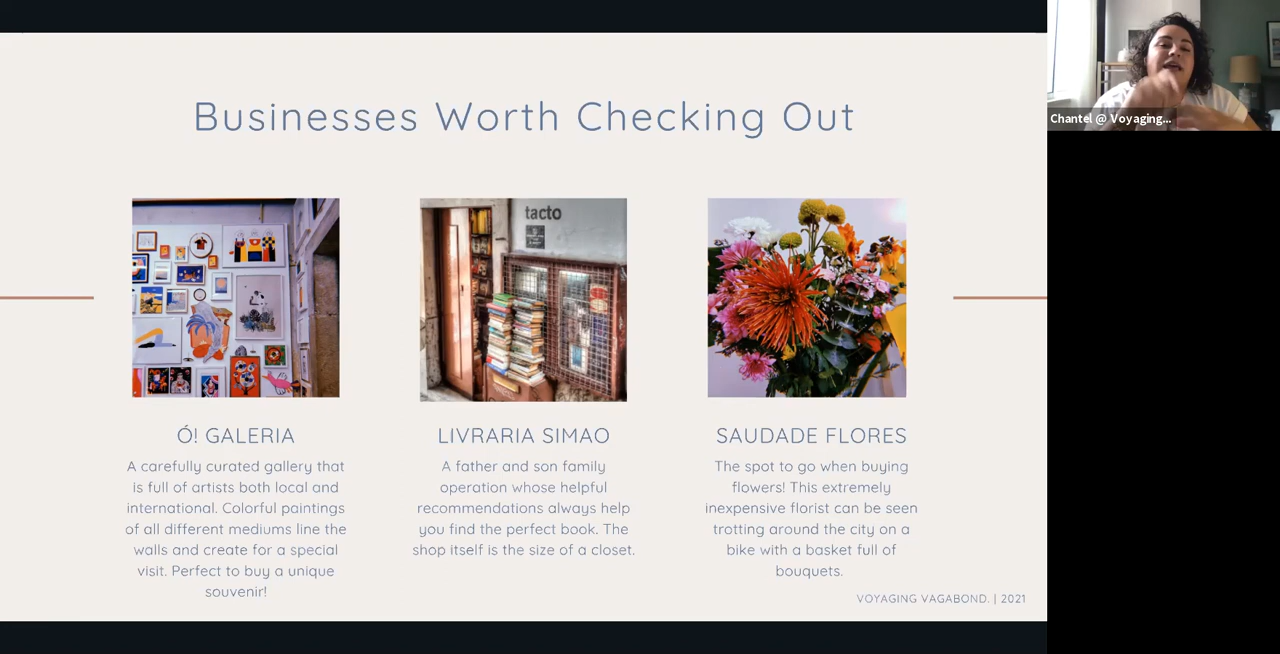 Businesses Worth Checking Out
Chantel @ Voyaging...
tacto
Ó! GALERIA
A carefully curated gallery that
is full of artists both local and
international. Colorful paintings
of all different mediums line the
walls and create for a special
visit. Perfect to buy a unique
souvenir!
LIVRARIA SIMAO
A father and son family
operation whose helpful
recommendations always help
you find the perfect book. The
shop itself is the size of a closet.
SAUDADE FLORES
The spot to go when buying
flowers! This extremely
inexpensive florist can be seen
trotting around the city on a
bike with a basket full of
bouquets.
VOYAGING VAGABOND. | 2021